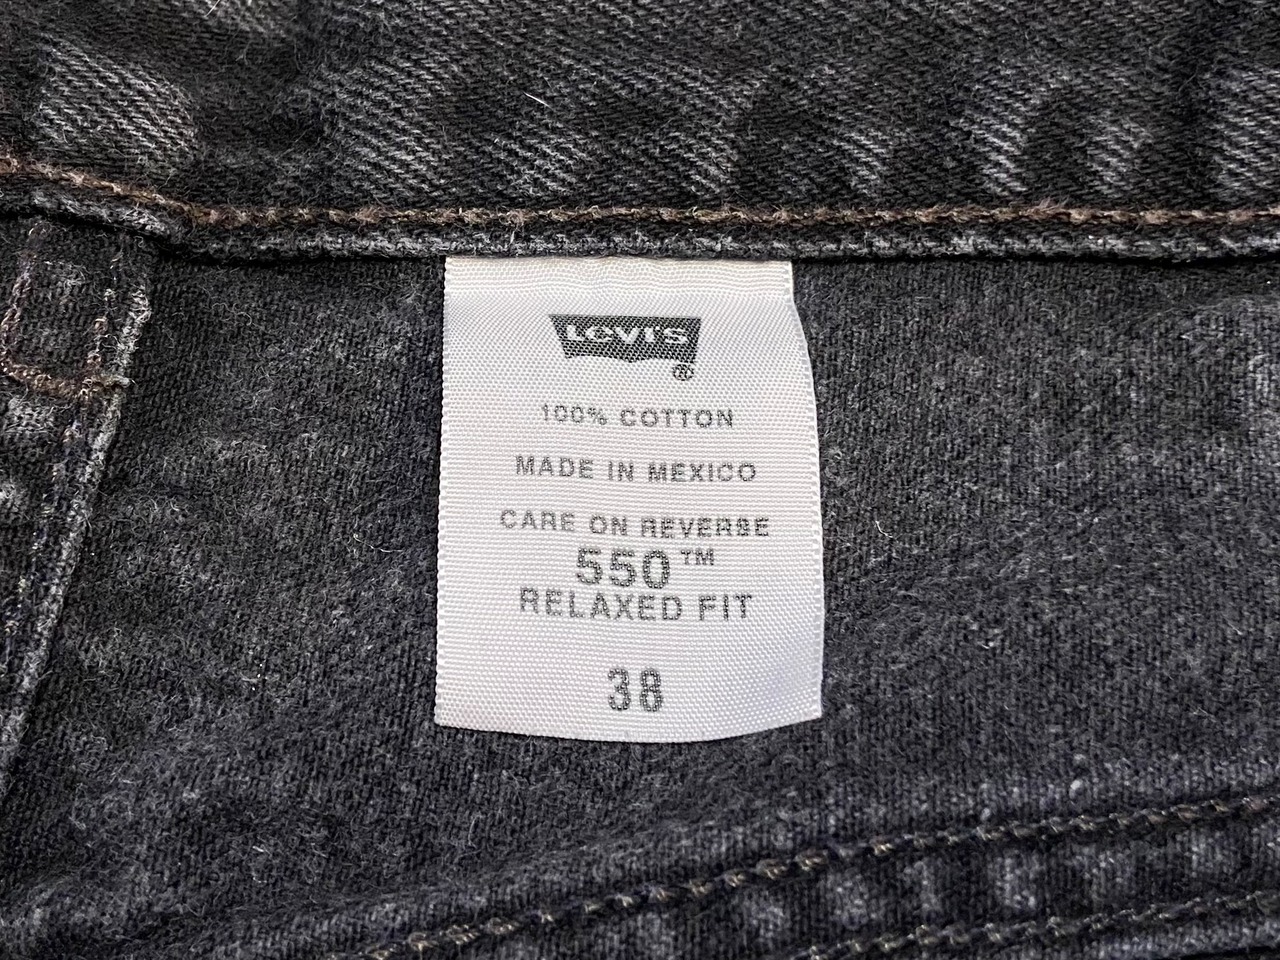 LEVI'S
®
100% COTTON
MADE IN MEXICO
CARE ON REVERSE
550™
RELAXED FIT
38